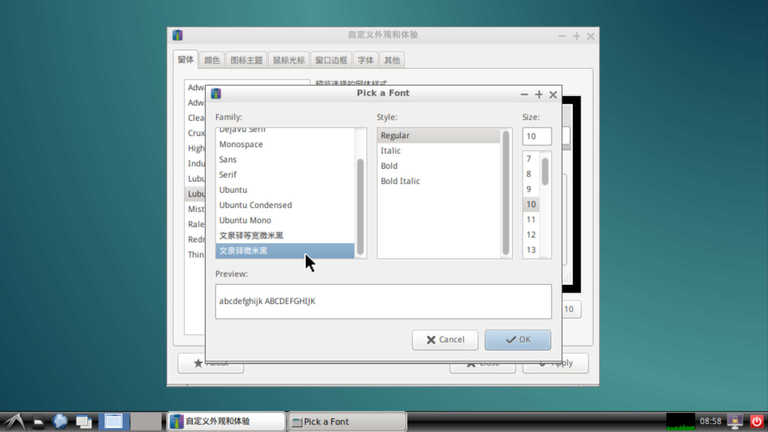 自定义外观和体验
窗体 颜色 图标主题 鼠标光标 窗口边框 字体 其他
Pick a Font
Family: Style: Size:
DejaVu Serif
Monospace
Sans
Serif
Ubuntu
Ubuntu Condensed
Ubuntu Mono
文泉驿等宽微米黑
文泉驿微米黑
Regular
Italic
Bold
Bold Italic
10
7
8
9
10
11
12
13
Preview:
abcdefghijk ABCDEFGHIJK
Cancel OK
Adw
Adw
Clea
Crux
High
Indu
Lubu
Lubu
Mist
Rale
Redm
Thin
10
自定义外观和体验 Pick a Font 08:58